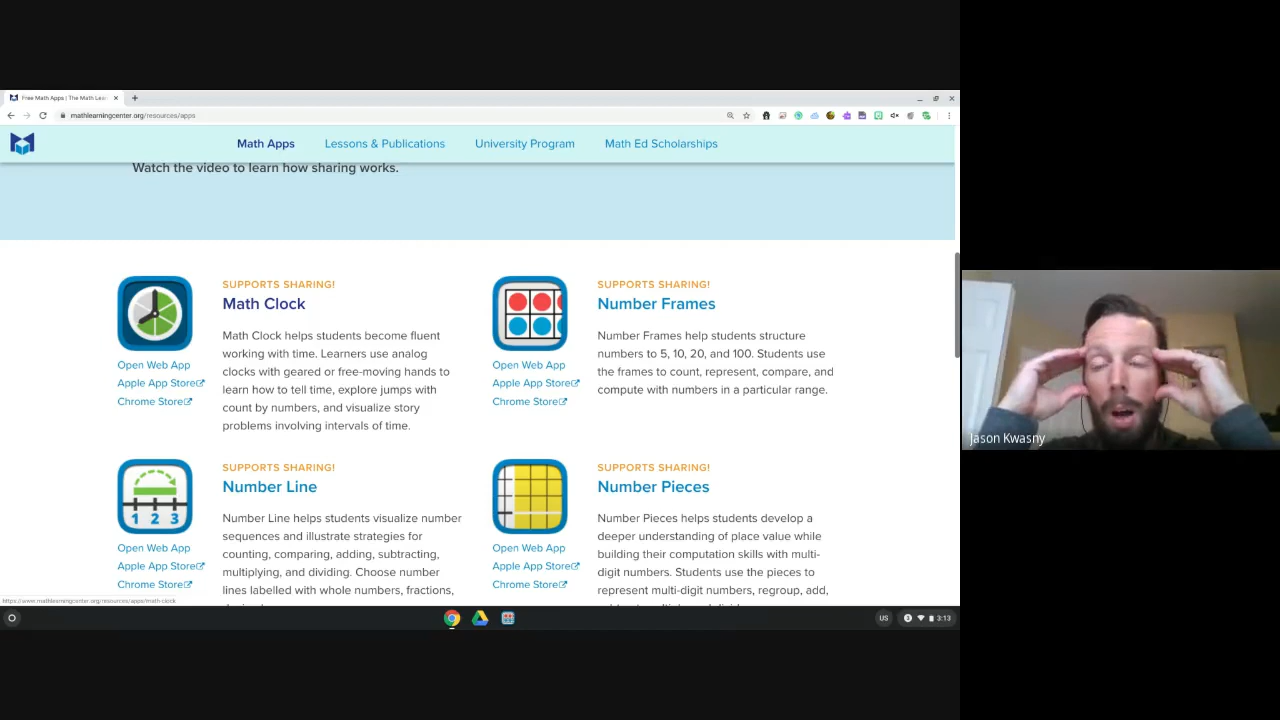 Free Math Apps | The Math Lea
mathlearningcenter.org/resources/apps
Math Apps
Lessons & Publications
University Program
Math Ed Scholarships
Watch the video to learn how sharing works.
SUPPORTS SHARING!
Math Clock
Open Web App
Apple App Store
Chrome Store
Math Clock helps students become fluent
working with time. Learners use analog
clocks with geared or free-moving hands to
learn how to tell time, explore jumps with
count by numbers, and visualize story
problems involving intervals of time.
SUPPORTS SHARING!
Number Frames
Open Web App
Apple App Store
Chrome Store
Number Frames help students structure
numbers to 5, 10, 20, and 100. Students use
the frames to count, represent, compare, and
compute with numbers in a particular range.
1 2 3
SUPPORTS SHARING!
Number Line
Open Web App
Apple App Store
Chrome Store
Number Line helps students visualize number
sequences and illustrate strategies for
counting, comparing, adding, subtracting,
multiplying, and dividing. Choose number
lines labelled with whole numbers, fractions,
SUPPORTS SHARING!
Number Pieces
Open Web App
Apple App Store
Chrome Store
Number Pieces helps students develop a
deeper understanding of place value while
building their computation skills with multi-
digit numbers. Students use the pieces to
represent multi-digit numbers, regroup, add,
https://www.mathlearningcenter.org/resources/apps/math-clock
US
3:13
Jason Kwasny